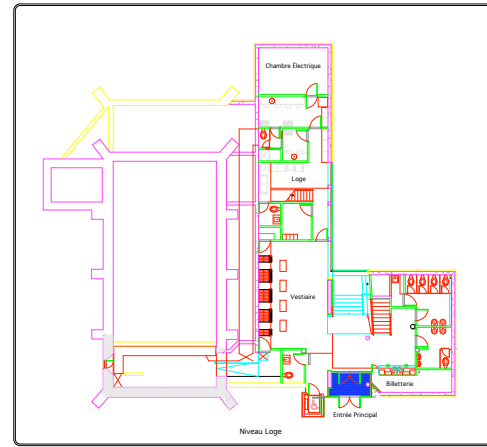 Chambre Électrique
Loge
Vestiaire
Billetterie
Entrée Principal
Niveau Loge